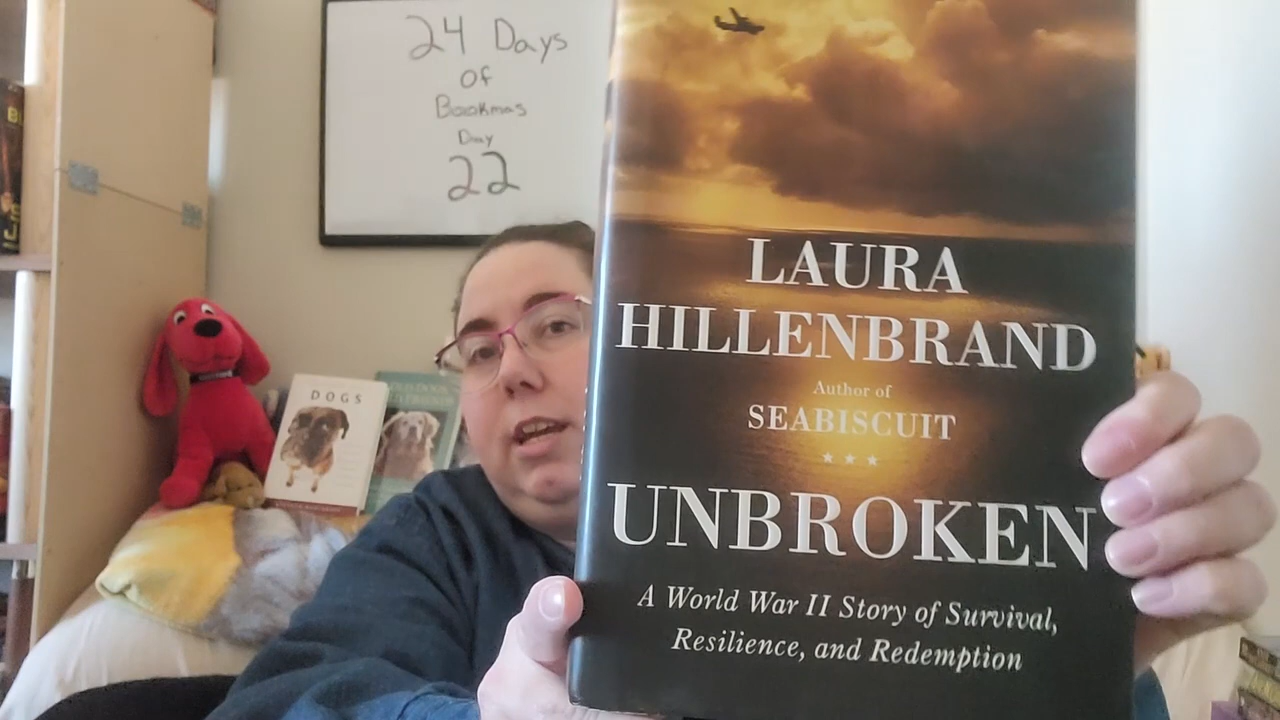 24 Days
Of
Bookmas
Day
22
LAURA
HILLENBRAND
Author of
SEABISCUIT
UNBROKEN
A World War II Story of Survival,
Resilience, and Redemption
DOGS